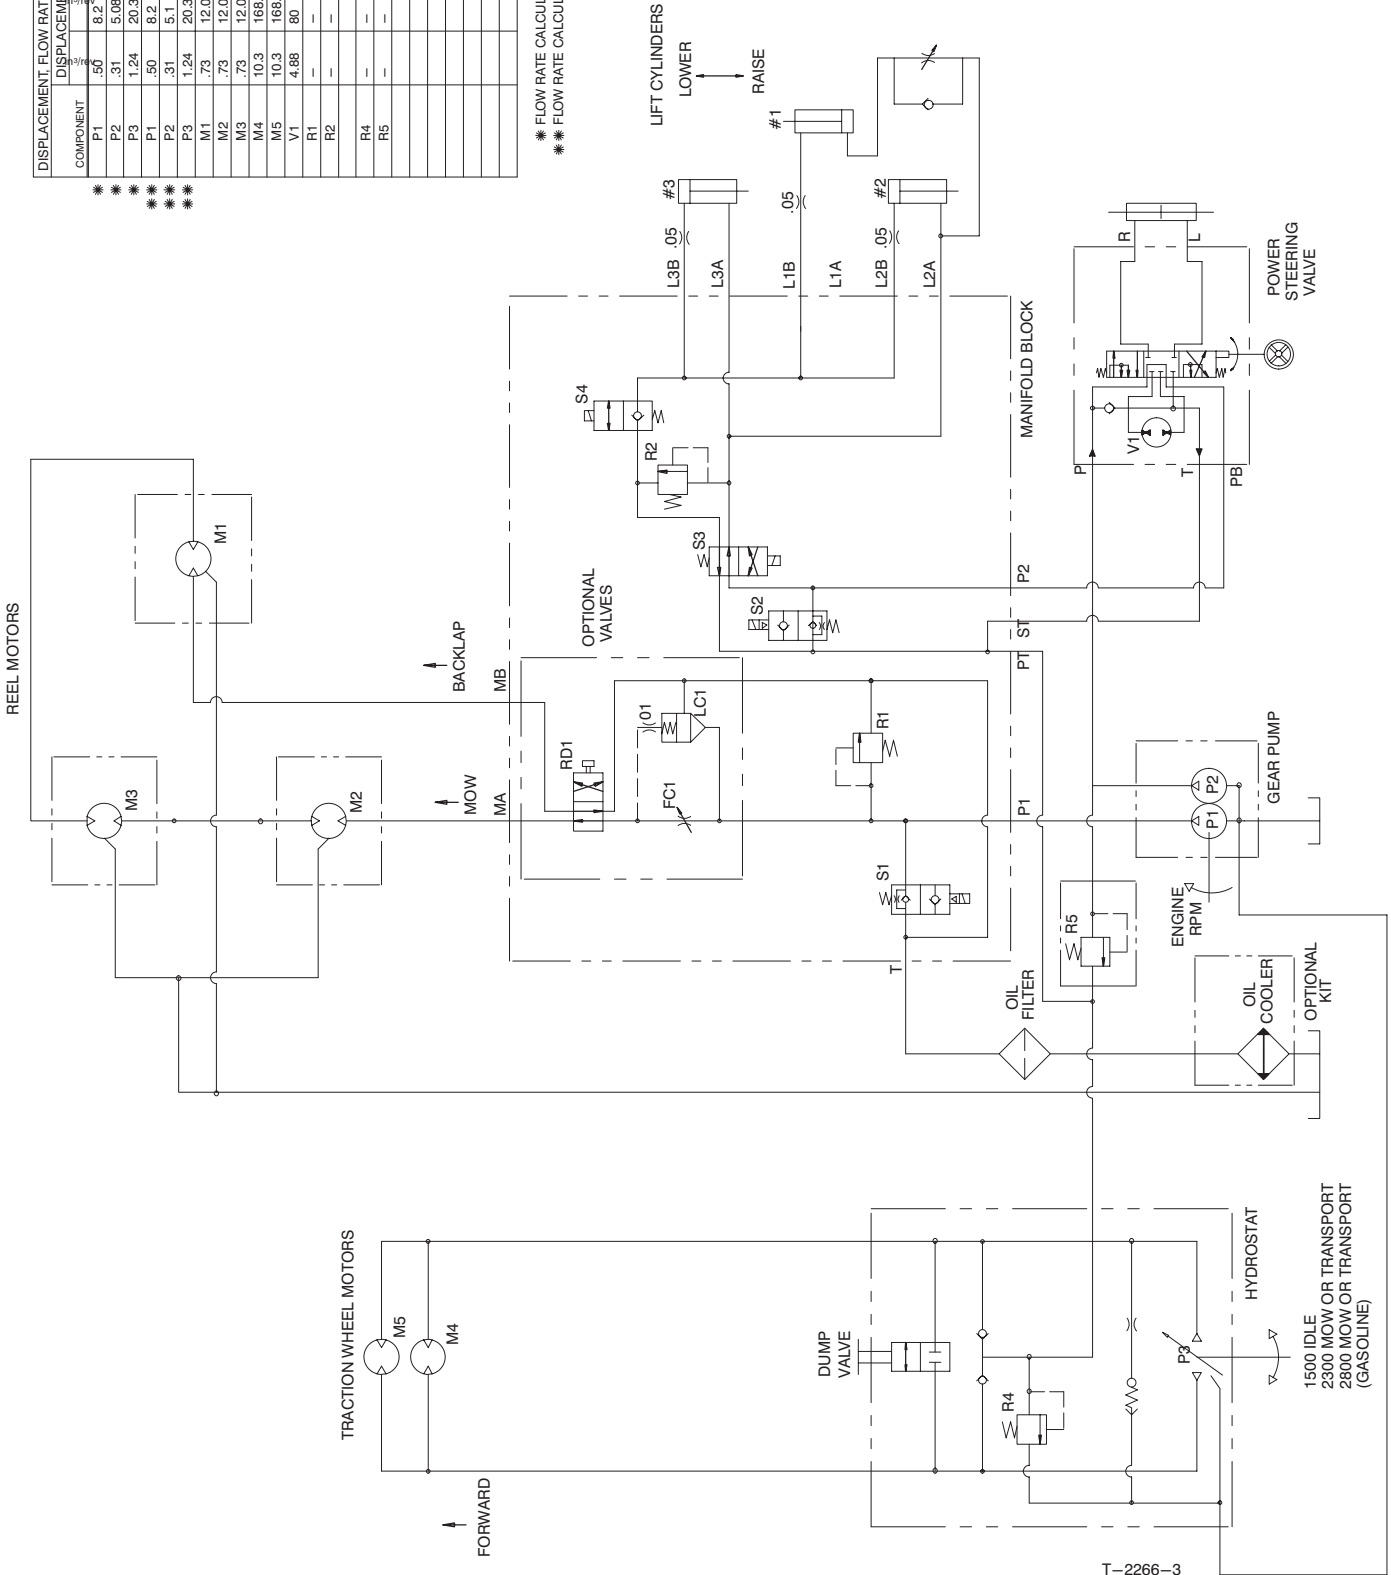 DISPLACEMENT, FLOW RAT
DISPLACEME
COMPONENT
in³/rev
✱ P1 .50 8.2
✱ P2 .31 5.08
✱ P3 1.24 20.3
✱ ✱ P1 .50 8.2
✱ ✱ P2 .31 5.1
✱ ✱ P3 1.24 20.3
M1 .73 12.0
M2 .73 12.0
M3 .73 12.0
M4 10.3 168.
M5 10.3 168.
V1 4.88 80
R1 – –
R2 – –
R4 – –
R5 – –
✱ FLOW RATE CALCUL
✱ ✱ FLOW RATE CALCUL
LIFT CYLINDERS
LOWER
RAISE
#1
#3
#2
.05
.05
.05
L3B
L3A
L1B
L1A
L2B
L2A
R
L
POWER
STEERING
VALVE
V1
P
T
PB
MANIFOLD BLOCK
S4
R2
S3
S2
P2
ST
PT
REEL MOTORS
M1
M3
M2
BACKLAP
MB
MOW
MA
OPTIONAL
VALVES
RD1
.01
LC1
FC1
R1
P1
S1
T
GEAR PUMP
P2
P1
ENGINE
RPM
R5
OIL
FILTER
OIL
COOLER
OPTIONAL
KIT
TRACTION WHEEL MOTORS
M5
M4
FORWARD
DUMP
VALVE
R4
P3
HYDROSTAT
1500 IDLE
2300 MOW OR TRANSPORT
2800 MOW OR TRANSPORT
(GASOLINE)
T–2266–3